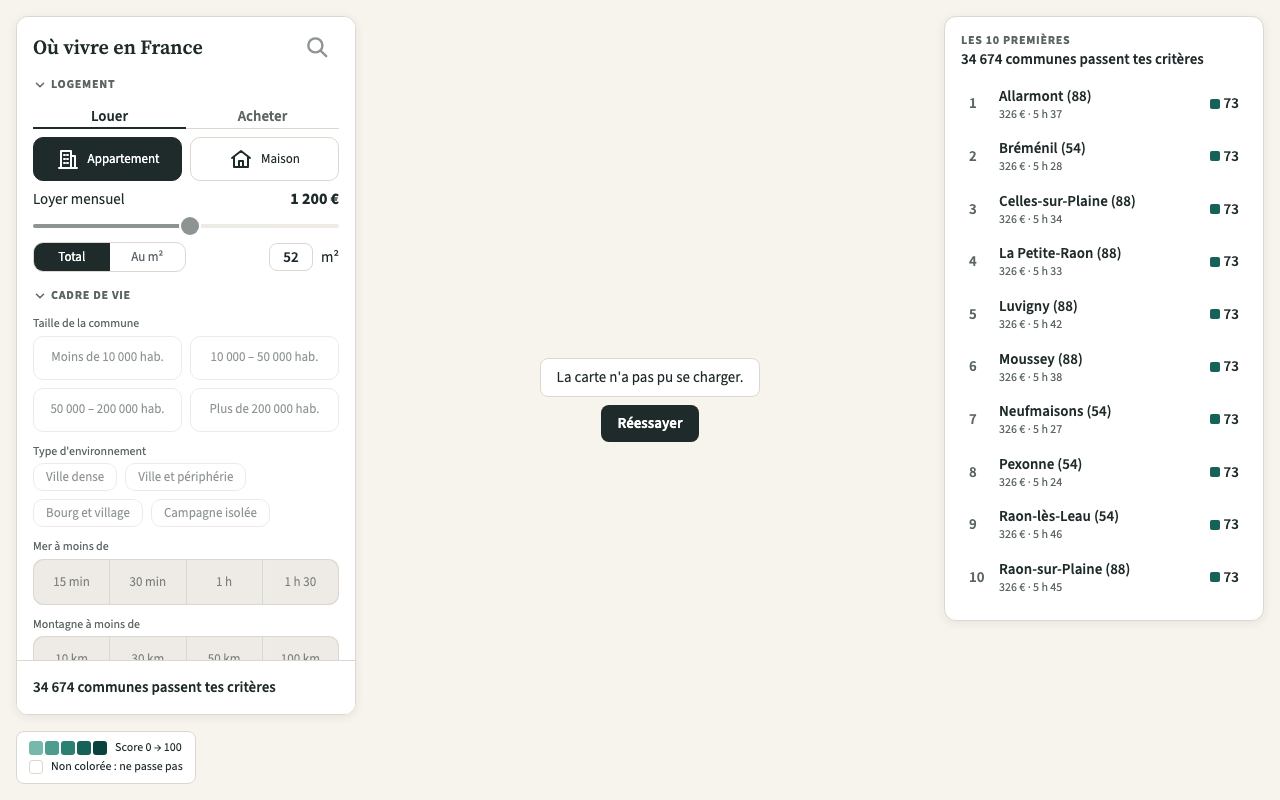 Où vivre en France
LOGEMENT
Louer
Acheter
Appartement
Maison
Loyer mensuel
1 200 €
Total
Au m²
52
m²
CADRE DE VIE
Taille de la commune
Moins de 10 000 hab.
10 000 – 50 000 hab.
50 000 – 200 000 hab.
Plus de 200 000 hab.
Type d'environnement
Ville dense
Ville et périphérie
Bourg et village
Campagne isolée
Mer à moins de
15 min
30 min
1 h
1 h 30
Montagne à moins de
10 km
30 km
50 km
100 km
34 674 communes passent tes critères
Score 0 → 100
Non colorée : ne passe pas
La carte n'a pas pu se charger.
Réessayer
LES 10 PREMIÈRES
34 674 communes passent tes critères
1
Allarmont (88)
326 € · 5 h 37
73
2
Bréménil (54)
326 € · 5 h 28
73
3
Celles-sur-Plaine (88)
326 € · 5 h 34
73
4
La Petite-Raon (88)
326 € · 5 h 33
73
5
Luvigny (88)
326 € · 5 h 42
73
6
Moussey (88)
326 € · 5 h 38
73
7
Neufmaisons (54)
326 € · 5 h 27
73
8
Pexonne (54)
326 € · 5 h 24
73
9
Raon-lès-Leau (54)
326 € · 5 h 46
73
10
Raon-sur-Plaine (88)
326 € · 5 h 45
73